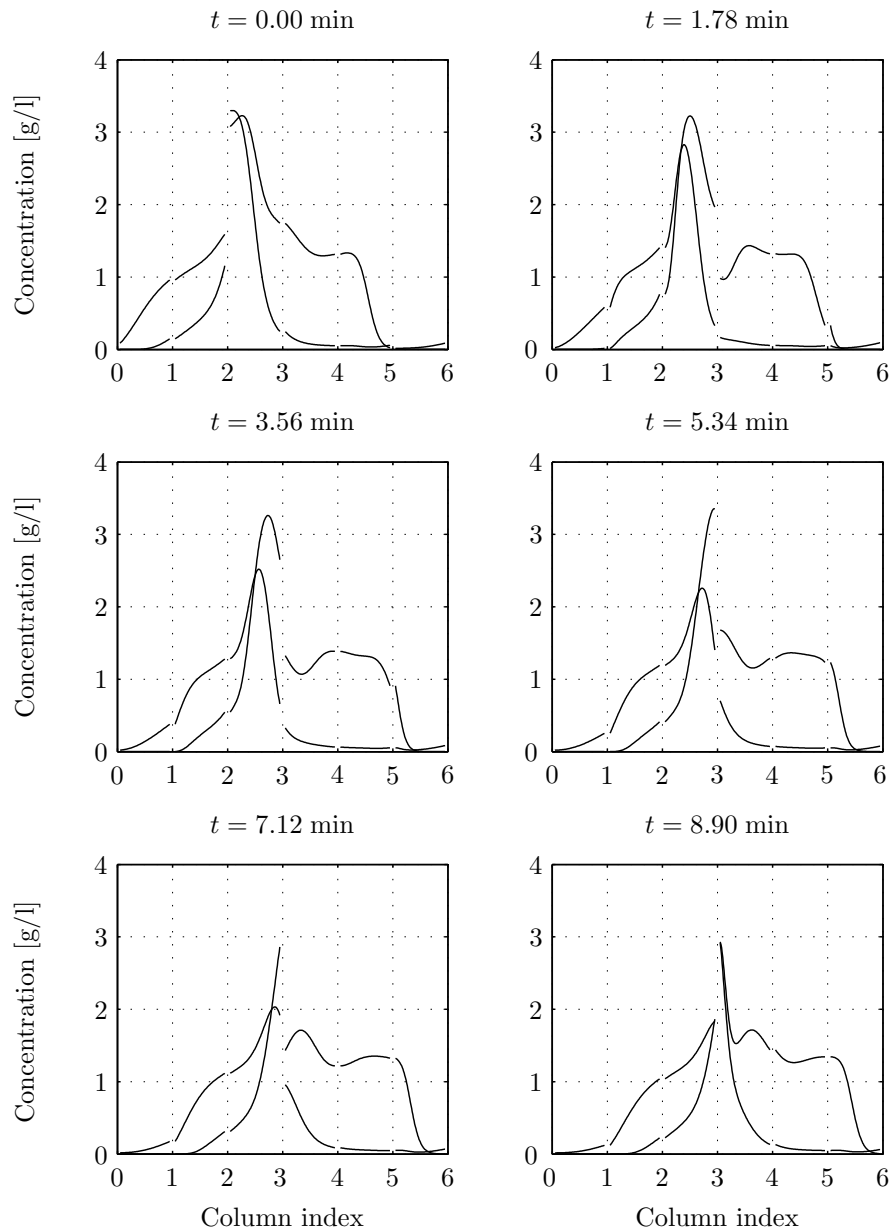 t = 0.00 min
t = 1.78 min
Concentration [g/l]
4
3
2
1
0
0 1 2 3 4 5 6
4
3
2
1
0
0 1 2 3 4 5 6
t = 3.56 min
t = 5.34 min
Concentration [g/l]
4
3
2
1
0
0 1 2 3 4 5 6
4
3
2
1
0
0 1 2 3 4 5 6
t = 7.12 min
t = 8.90 min
Concentration [g/l]
4
3
2
1
0
0 1 2 3 4 5 6
Column index
4
3
2
1
0
0 1 2 3 4 5 6
Column index